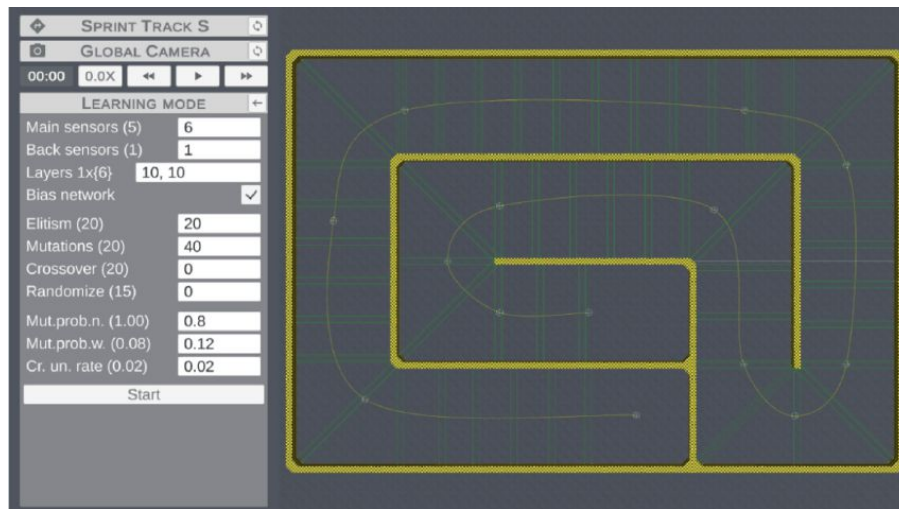 SPRINT TRACK S
GLOBAL CAMERA
00:00 0.0X
LEARNING MODE
Main sensors (5) 6
Back sensors (1) 1
Layers 1x{6} 10, 10
Bias network
Elitism (20) 20
Mutations (20) 40
Crossover (20) 0
Randomize (15) 0
Mut.prob.n. (1.00) 0.8
Mut.prob.w. (0.08) 0.12
Cr. un. rate (0.02) 0.02
Start